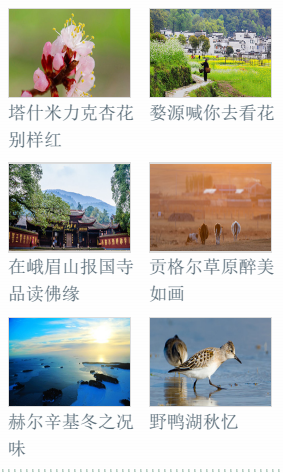 塔什米力克杏花
别样红
婺源喊你去看花
在峨眉山报国寺
品读佛缘
贡格尔草原醉美
如画
赫尔辛基冬之况
味
野鸭湖秋忆